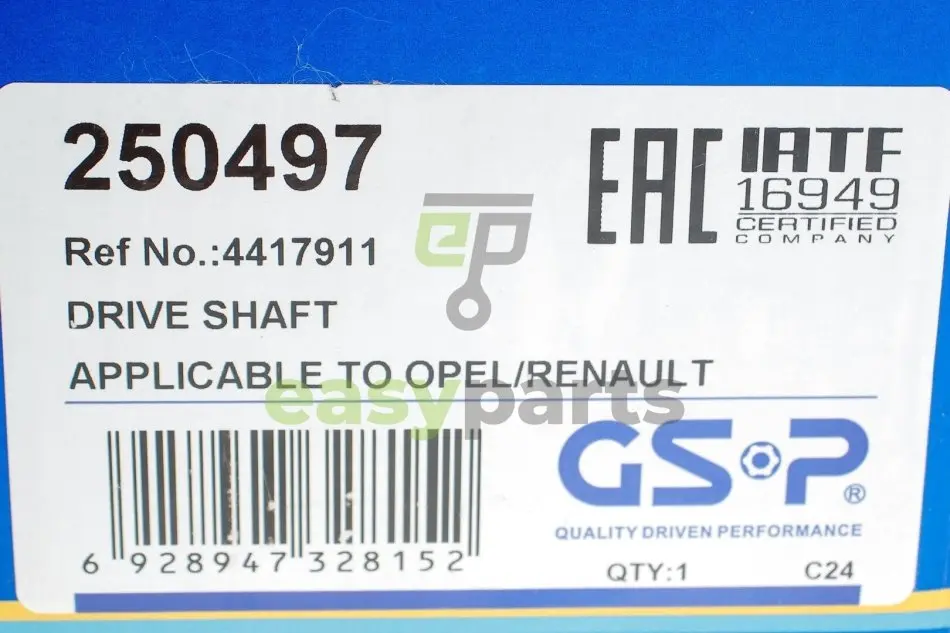 250497
EAC
IATF
16949
CERTIFIED
COMPANY
ep
Ref No.:4417911
DRIVE SHAFT
APPLICABLE TO OPEL/RENAULT
easyparts
GSP®
QUALITY DRIVEN PERFORMANCE
6 928947 328152
QTY:1
C24